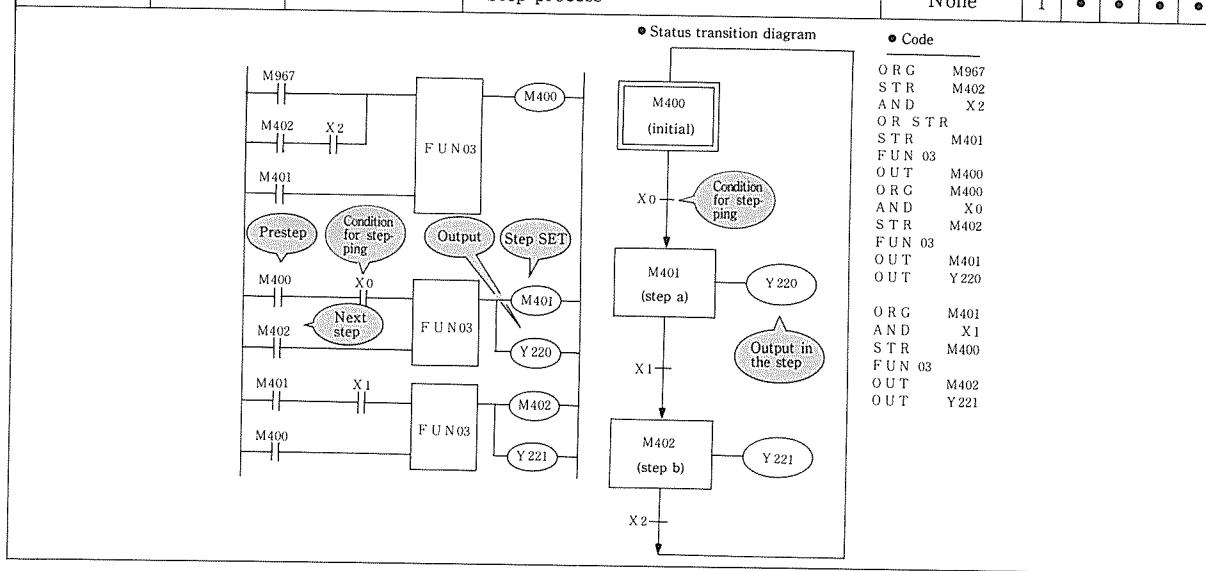 Step process
None
1
● Status transition diagram
● Code
M967
M400
M402
X2
FUN03
M401
Prestep
Condition
for step-
ping
Output
Step SET
M400
X0
M401
Next
step
FUN03
M402
Y220
M401
X1
M402
FUN03
M400
Y221
M400
(initial)
X0
Condition
for step-
ping
M401
(step a)
Y220
Output in
the step
X1
M402
(step b)
Y221
X2
ORG M967
STR M402
AND X2
OR STR
STR M401
FUN 03
OUT M400
ORG M400
AND X0
STR M402
FUN 03
OUT M401
OUT Y220
ORG M401
AND X1
STR M400
FUN 03
OUT M402
OUT Y221